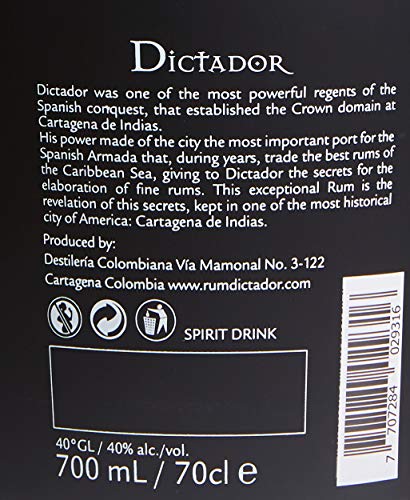 DICTADOR
Dictador was one of the most powerful regents of the
Spanish conquest, that established the Crown domain at
Cartagena de Indias.
His power made of the city the most important port for the
Spanish Armada that, during years, trade the best rums of
the Caribbean Sea, giving to Dictador the secrets for the
elaboration of fine rums. This exceptional Rum is the
revelation of this secrets, kept in one of the most historical
city of America: Cartagena de Indias.
Produced by:
Destilería Colombiana Vía Mamonal No. 3-122
Cartagena Colombia www.rumdictador.com
SPIRIT DRINK
40°GL / 40% alc./vol.
700 mL / 70cl e
7 707284 029316